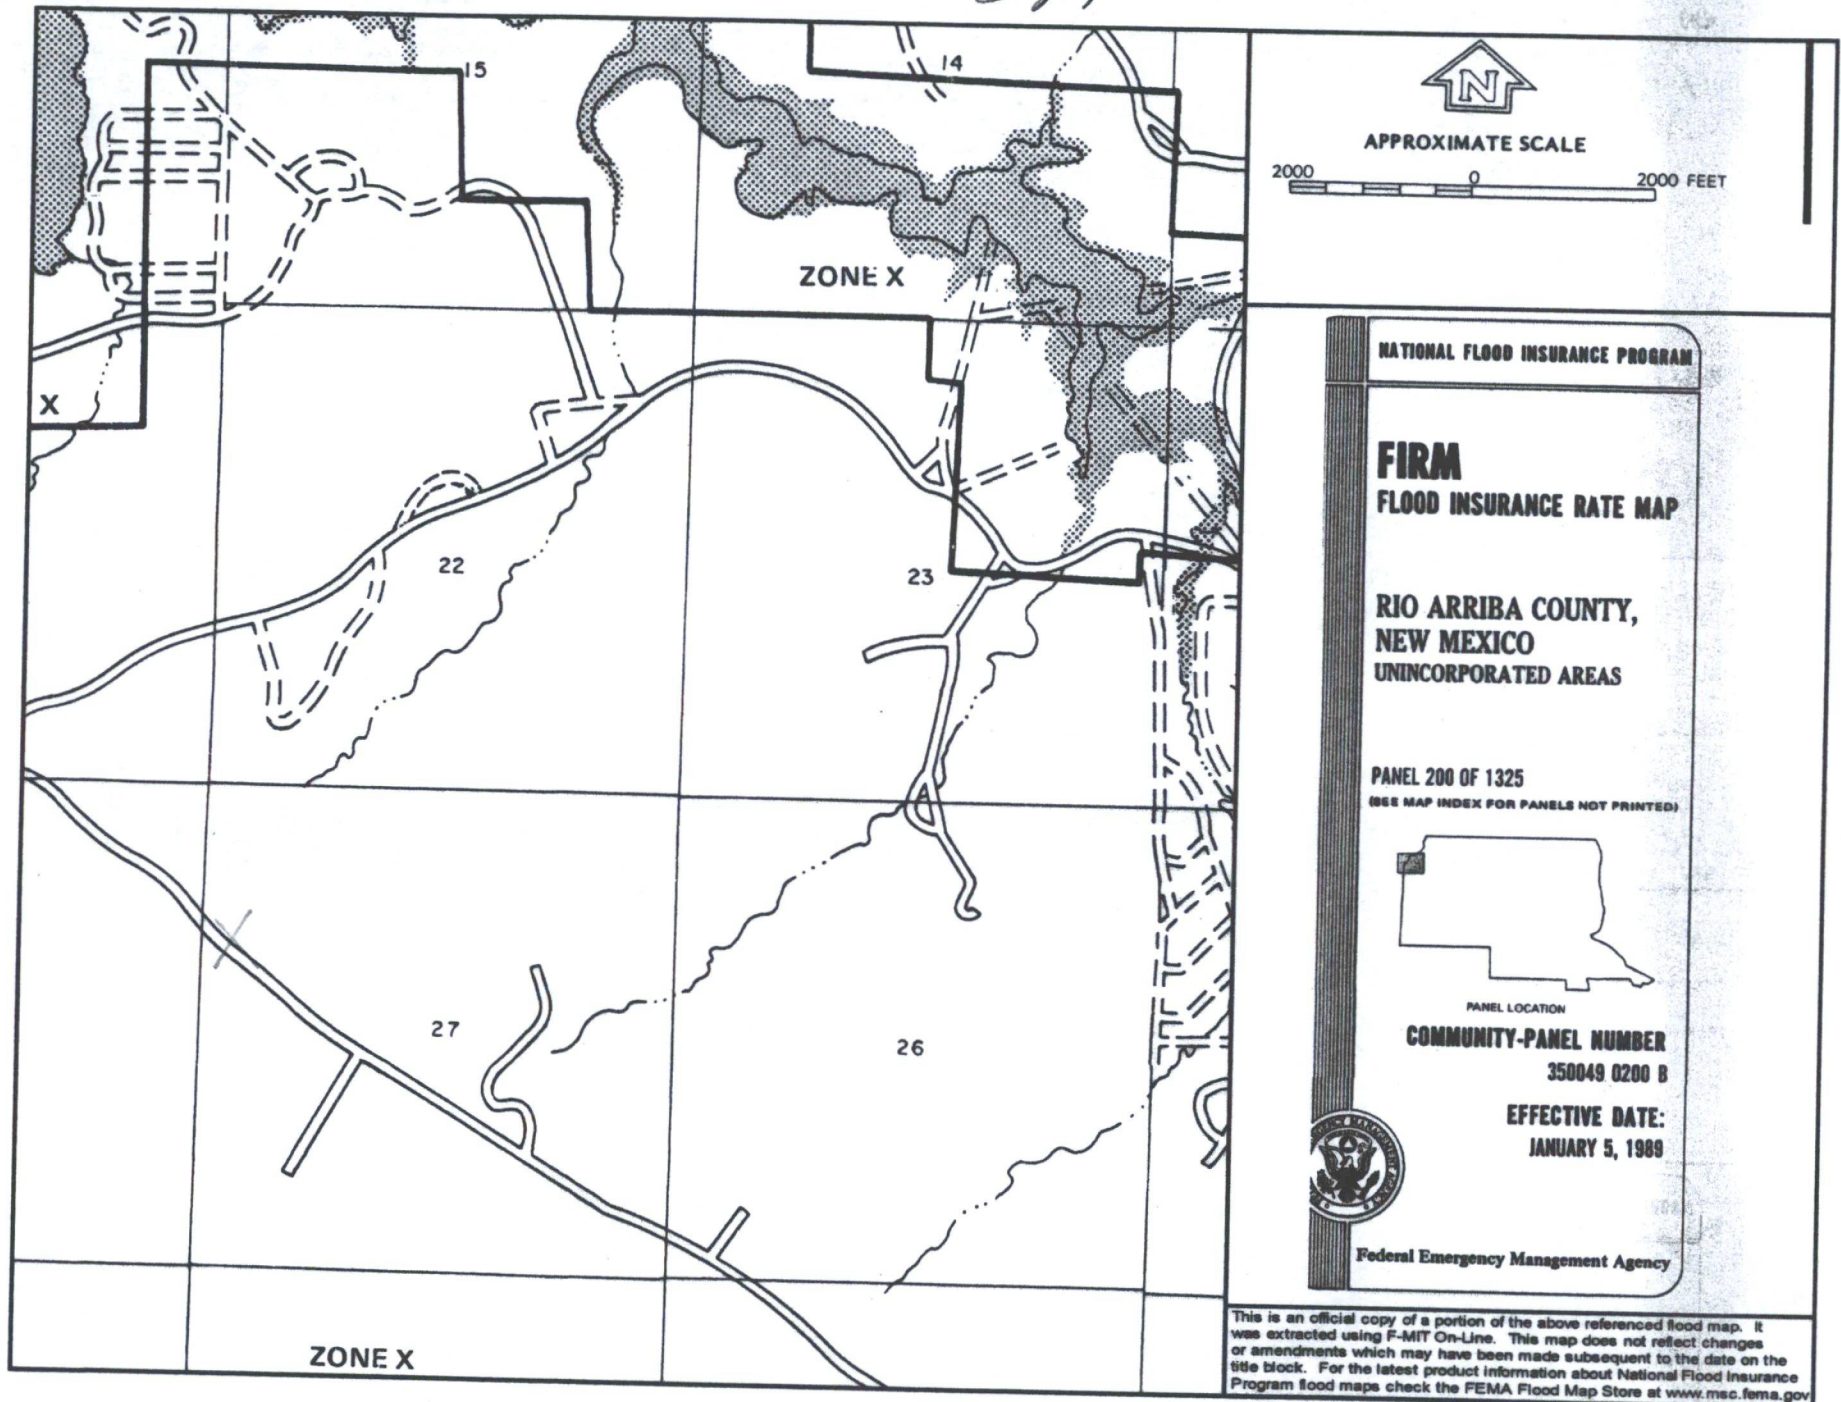 15
14
ZONE X
X
22
23
27
26
ZONE X
N
APPROXIMATE SCALE
2000 0 2000 FEET
NATIONAL FLOOD INSURANCE PROGRAM
FIRM
FLOOD INSURANCE RATE MAP
RIO ARRIBA COUNTY,
NEW MEXICO
UNINCORPORATED AREAS
PANEL 200 OF 1325
(SEE MAP INDEX FOR PANELS NOT PRINTED)
PANEL LOCATION
COMMUNITY-PANEL NUMBER
350049 0200 B
EFFECTIVE DATE:
JANUARY 5, 1989
Federal Emergency Management Agency
This is an official copy of a portion of the above referenced flood map. It
was extracted using F-MIT On-Line. This map does not reflect changes
or amendments which may have been made subsequent to the date on the
title block. For the latest product information about National Flood Insurance
Program flood maps check the FEMA Flood Map Store at www.msc.fema.gov